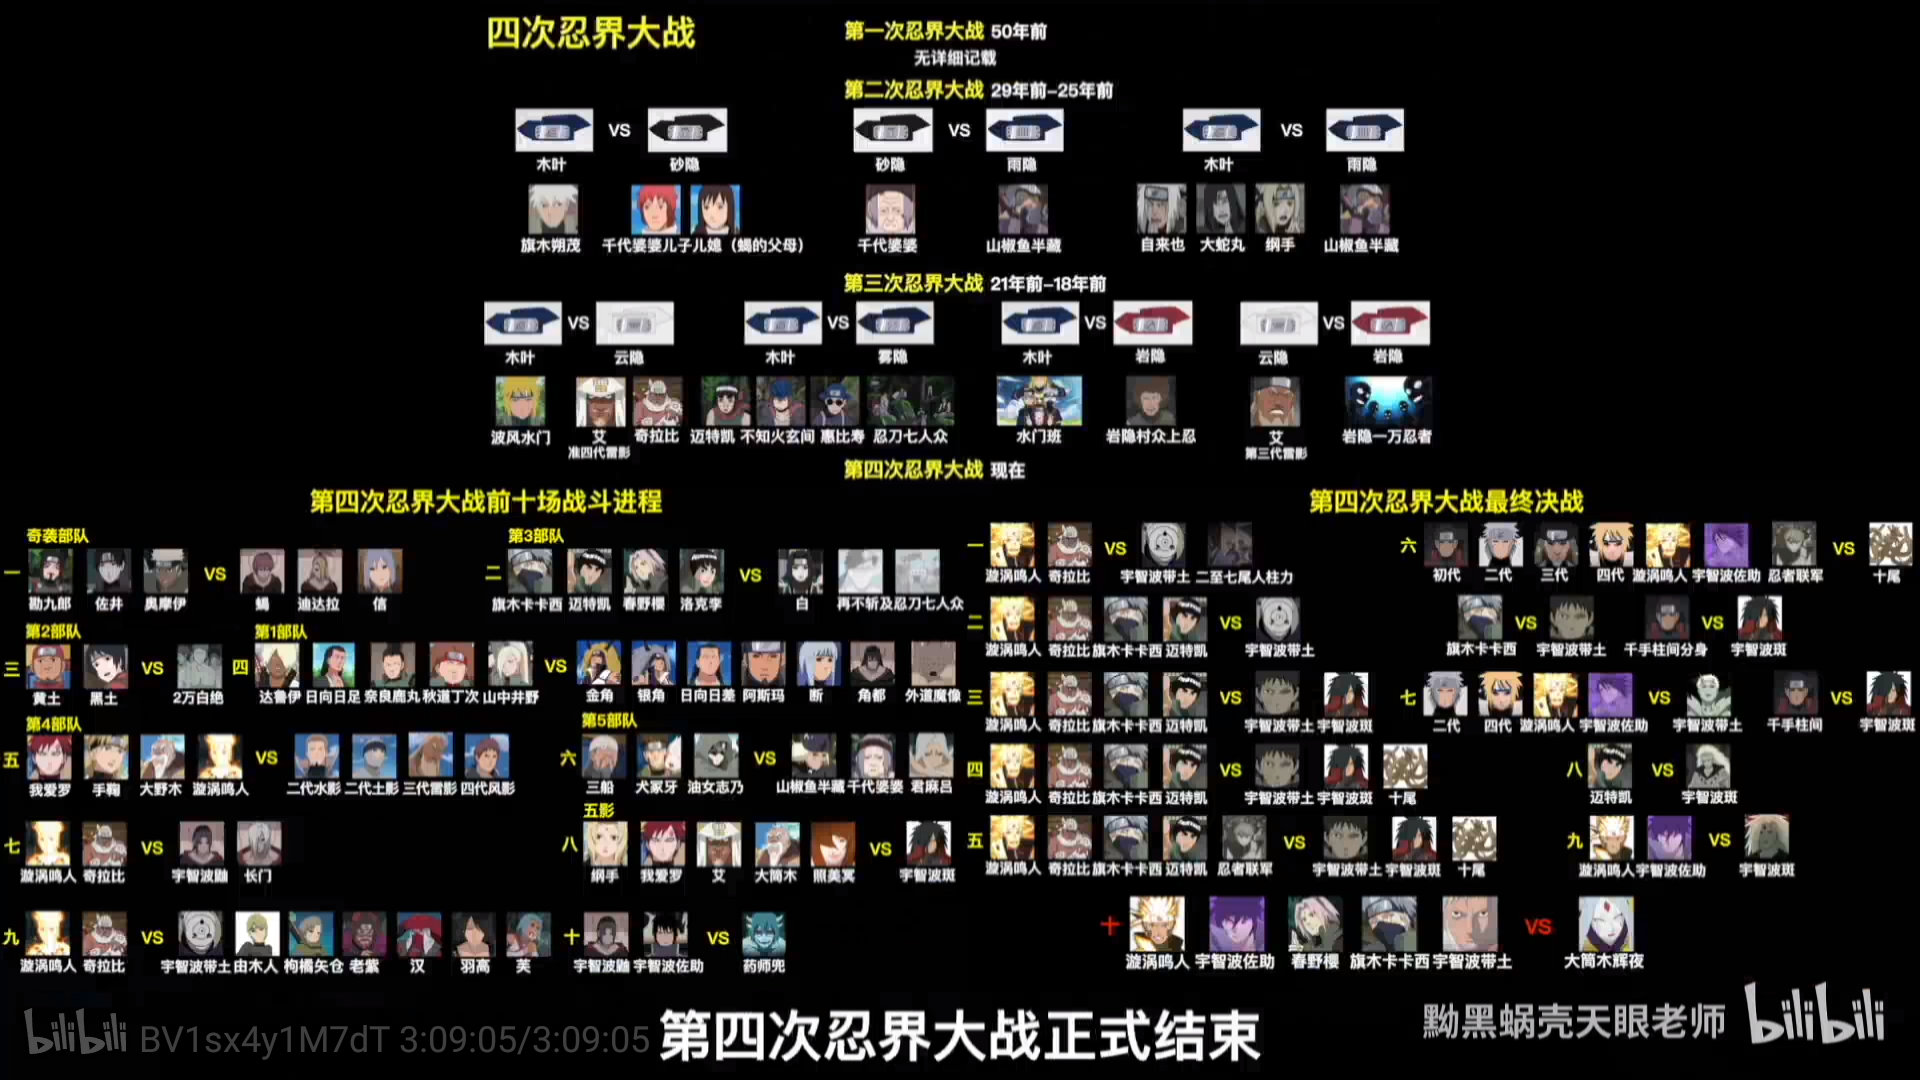 四次忍界大战
第一次忍界大战 50年前
无详细记载
第二次忍界大战 29年前-25年前
VS VS VS
木叶 砂隐 砂隐 雨隐 木叶 雨隐
旗木朔茂 千代婆婆儿子儿媳（蝎的父母） 千代婆婆 山椒鱼半藏 自来也 大蛇丸 纲手 山椒鱼半藏
第三次忍界大战 21年前-18年前
VS VS VS VS
木叶 云隐 木叶 雾隐 木叶 岩隐 云隐 岩隐
波风水门 艾 奇拉比 迈特凯 不知火玄间 惠比寿 忍刀七人众 水门班 岩隐村众上忍 艾 岩隐一万忍者
准四代雷影 第三代雷影
第四次忍界大战 现在
第四次忍界大战前十场战斗进程
奇袭部队
一 VS
勘九郎 佐井 奥摩伊 蝎 迪达拉 信
第3部队
二 VS
旗木卡卡西 迈特凯 春野樱 洛克李 白 再不斩及忍刀七人众
第2部队
三 VS
黄土 黑土 2万白绝
第1部队
四 VS
达鲁伊 日向日足 奈良鹿丸 秋道丁次 山中井野 金角 银角 日向日差 阿斯玛 断 角都 外道魔像
第4部队
五 VS
我爱罗 手鞠 大野木 漩涡鸣人 二代水影 二代土影 三代雷影 四代风影
第5部队
六 VS
三船 犬冢牙 油女志乃 山椒鱼半藏 千代婆婆 君麻吕
七 VS
漩涡鸣人 奇拉比 宇智波鼬 长门
五影
八 VS
纲手 我爱罗 艾 大筒木 照美冥 宇智波斑
九 VS
漩涡鸣人 奇拉比 宇智波带土 由木人 枸橘矢仓 老紫 汉 羽高 芙
十 VS
宇智波鼬 宇智波佐助 药师兜
第四次忍界大战最终决战
一 VS
漩涡鸣人 奇拉比 宇智波带土 二至七尾人柱力
二 VS
漩涡鸣人 奇拉比 旗木卡卡西 迈特凯 宇智波带土
三 VS
漩涡鸣人 奇拉比 旗木卡卡西 迈特凯 宇智波带土 宇智波斑
四 VS
漩涡鸣人 奇拉比 旗木卡卡西 迈特凯 宇智波带土 宇智波斑 十尾
五 VS
漩涡鸣人 奇拉比 旗木卡卡西 迈特凯 忍者联军 宇智波带土 宇智波斑 十尾
六 VS
初代 二代 三代 四代 漩涡鸣人 宇智波佐助 忍者联军 十尾
VS VS
旗木卡卡西 宇智波带土 千手柱间分身 宇智波斑
七 VS VS
二代 四代 漩涡鸣人 宇智波佐助 宇智波带土 千手柱间 宇智波斑
八 VS
迈特凯 宇智波斑
九 VS
漩涡鸣人 宇智波佐助 宇智波斑
十 VS
漩涡鸣人 宇智波佐助 春野樱 旗木卡卡西 宇智波带土 大筒木辉夜
bilibili BV1sx4y1M7dT 3:09:05/3:09:05
第四次忍界大战正式结束
黝黑蜗壳天眼老师 bilibili